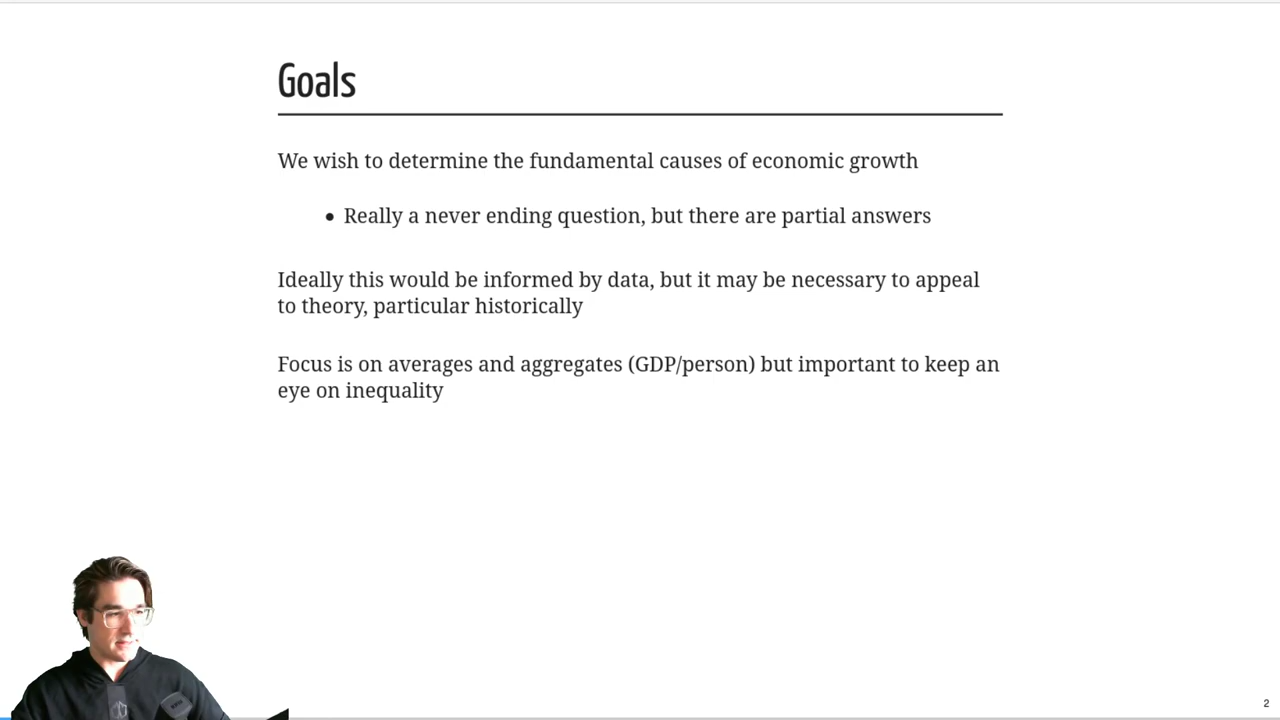 Goals
We wish to determine the fundamental causes of economic growth
• Really a never ending question, but there are partial answers
Ideally this would be informed by data, but it may be necessary to appeal
to theory, particular historically
Focus is on averages and aggregates (GDP/person) but important to keep an
eye on inequality
2